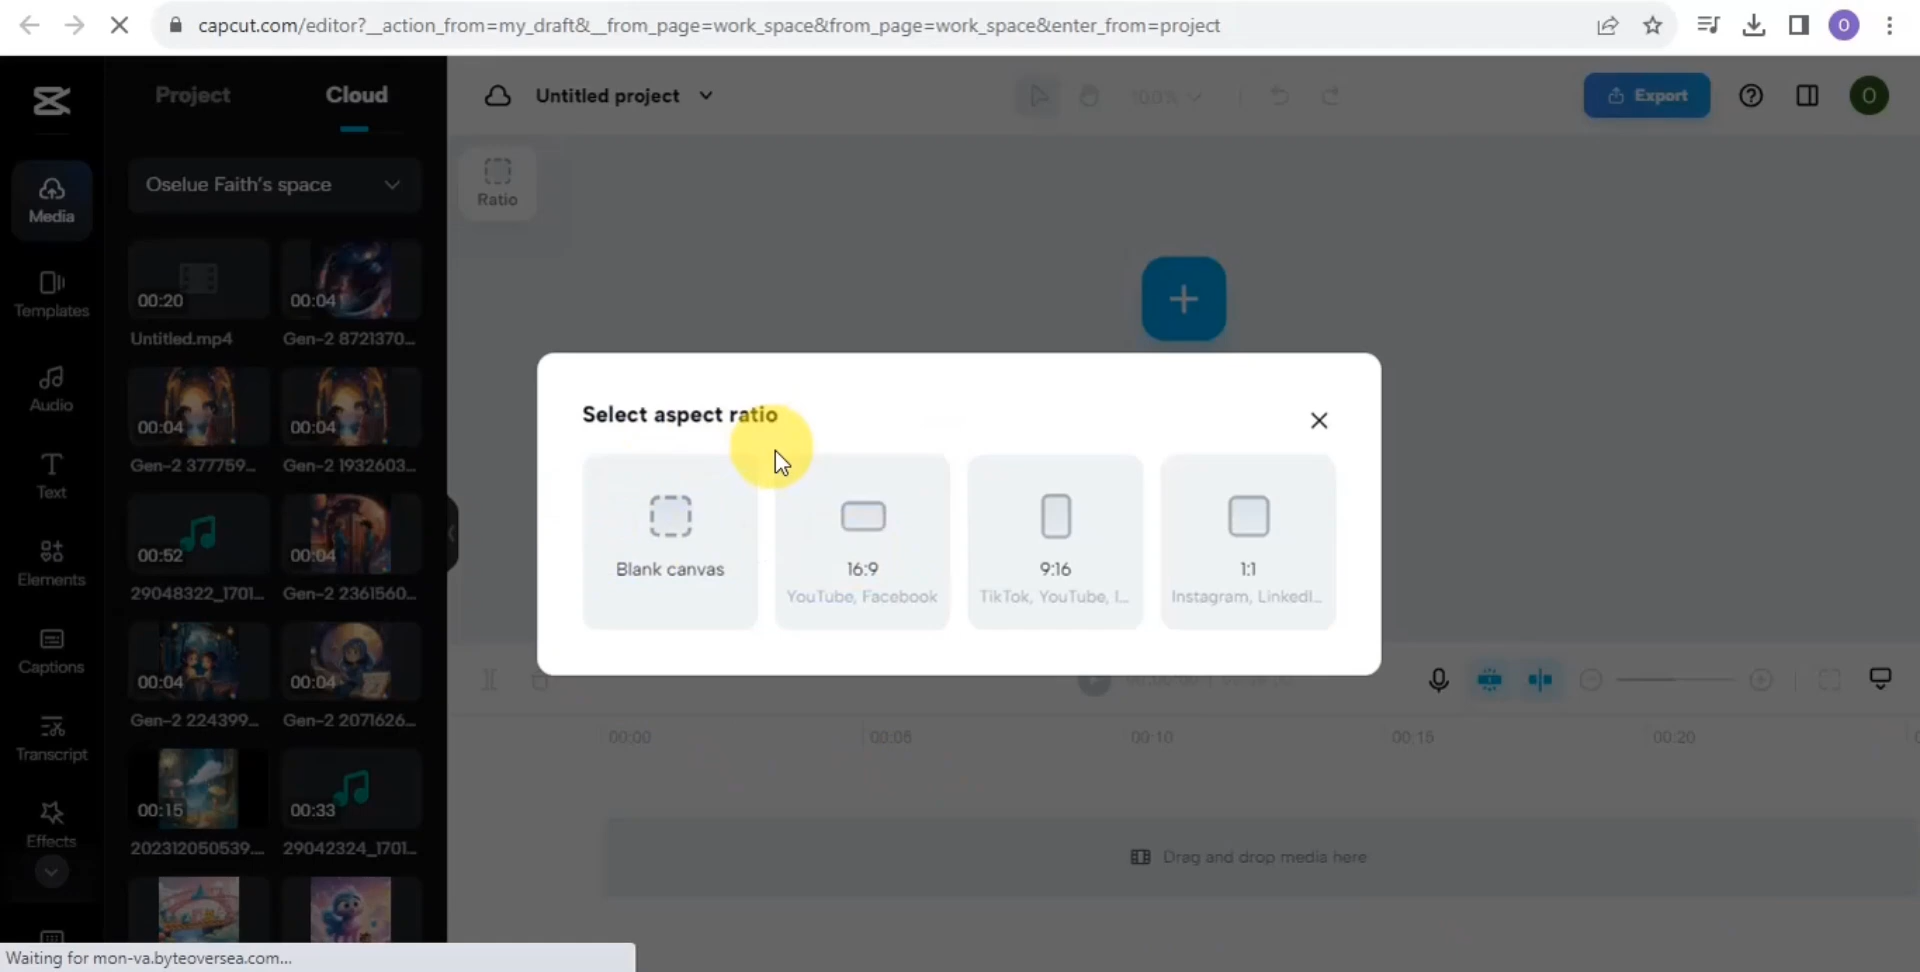 capcut.com/editor?__action_from=my_draft&__from_page=work_space&from_page=work_space&enter_from=project
O
Project
Cloud
Untitled project
Export
O
Oselue Faith's space
Ratio
Media
00:20
00:04
Untitled.mp4
Gen-2 8721370...
Templates
Audio
00:04
00:04
Gen-2 377759...
Gen-2 1932603...
Select aspect ratio
Blank canvas
16:9
YouTube, Facebook
9:16
TikTok, YouTube, I...
1:1
Instagram, LinkedI...
Text
00:52
00:04
29048322_1701...
Gen-2 2361560...
Elements
Captions
00:04
00:04
Gen-2 224399...
Gen-2 2071626...
Transcript
00:15
00:33
202312050539...
29042324_1701...
Effects
00:00
00:05
00:10
00:15
00:20
Drag and drop media here
Waiting for mon-va.byteoversea.com...